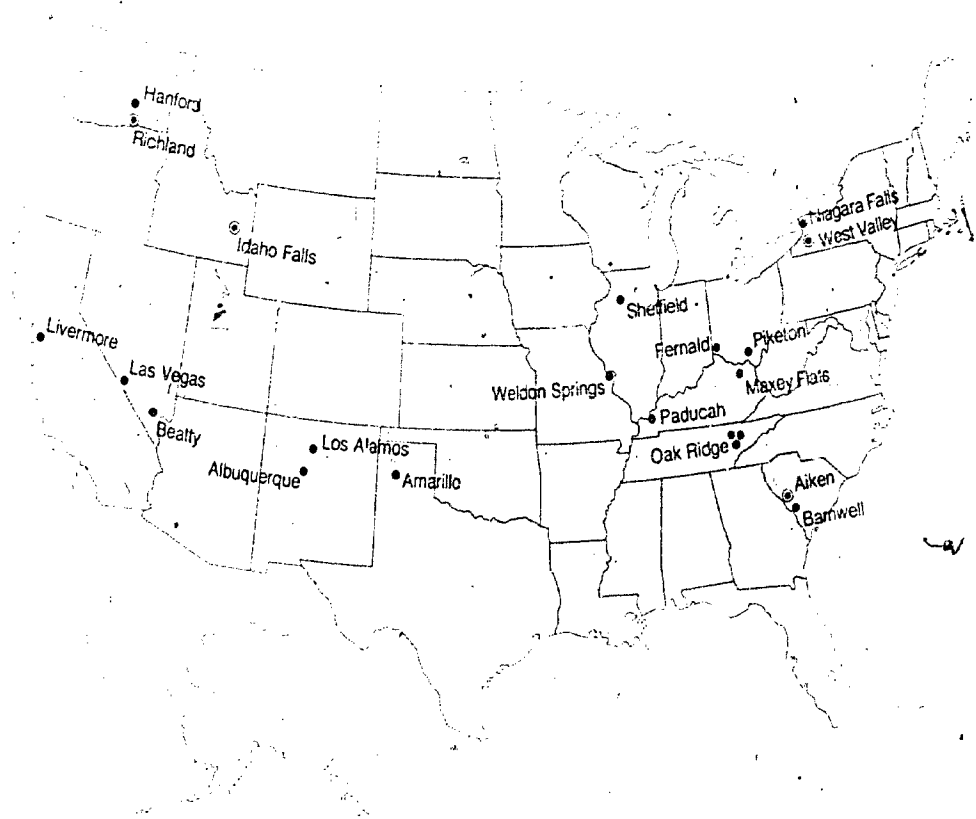 Hanford
Richland
Idaho Falls
Niagara Falls
West Valley
Sheffield
Livermore
Fernald
Piketon
Las Vegas
Weldon Springs
Maxey Flats
Beatty
Paducah
Los Alamos
Oak Ridge
Albuquerque
Amarillo
Aiken
Barnwell